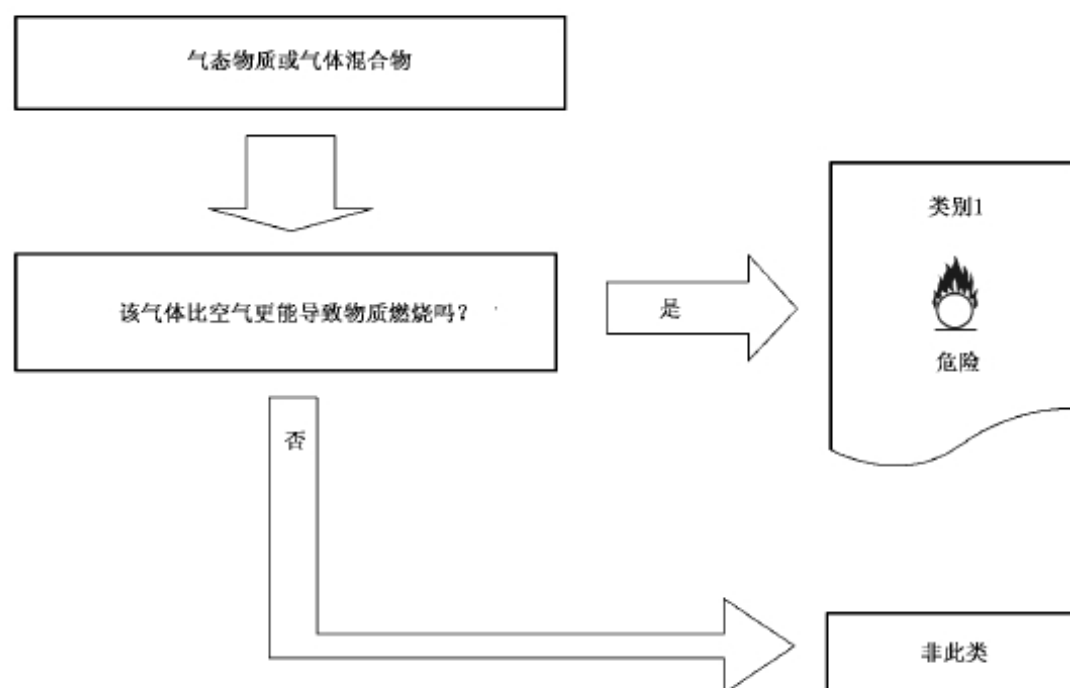 气态物质或气体混合物
类别1
该气体比空气更能导致物质燃烧吗？
是
危险
否
非此类